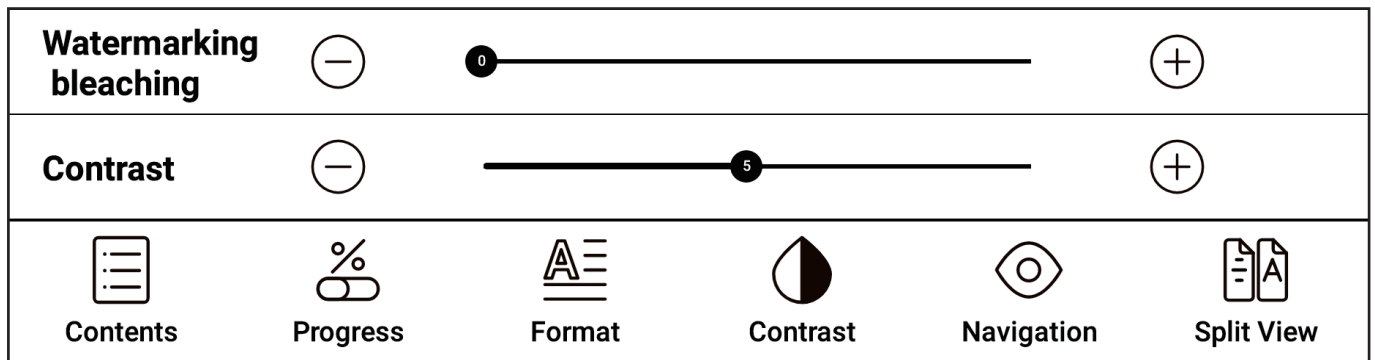 Watermarking
bleaching
0
Contrast
5
%
A
A
Contents Progress Format Contrast Navigation Split View